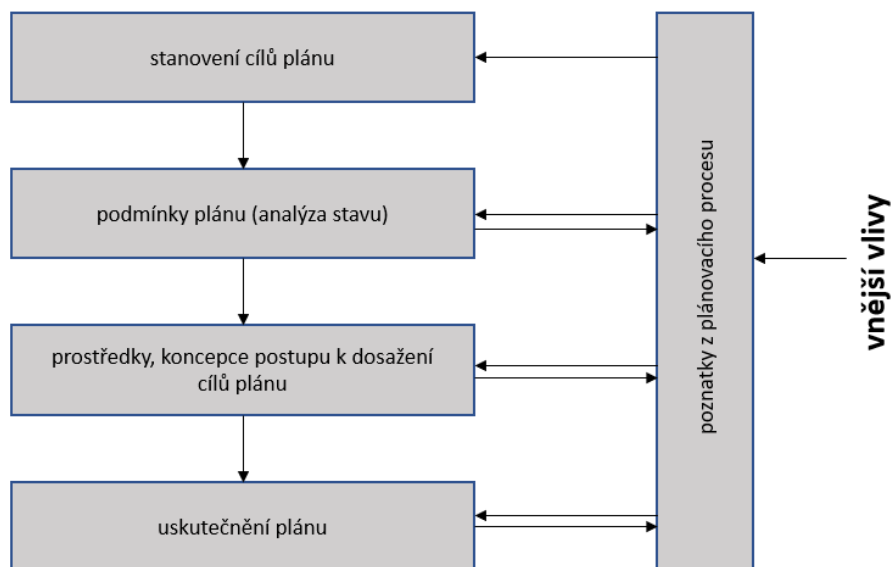 stanovení cílů plánu
podmínky plánu (analýza stavu)
prostředky, koncepce postupu k dosažení
cílů plánu
uskutečnění plánu
poznatky z plánovacího procesu
vnější vlivy